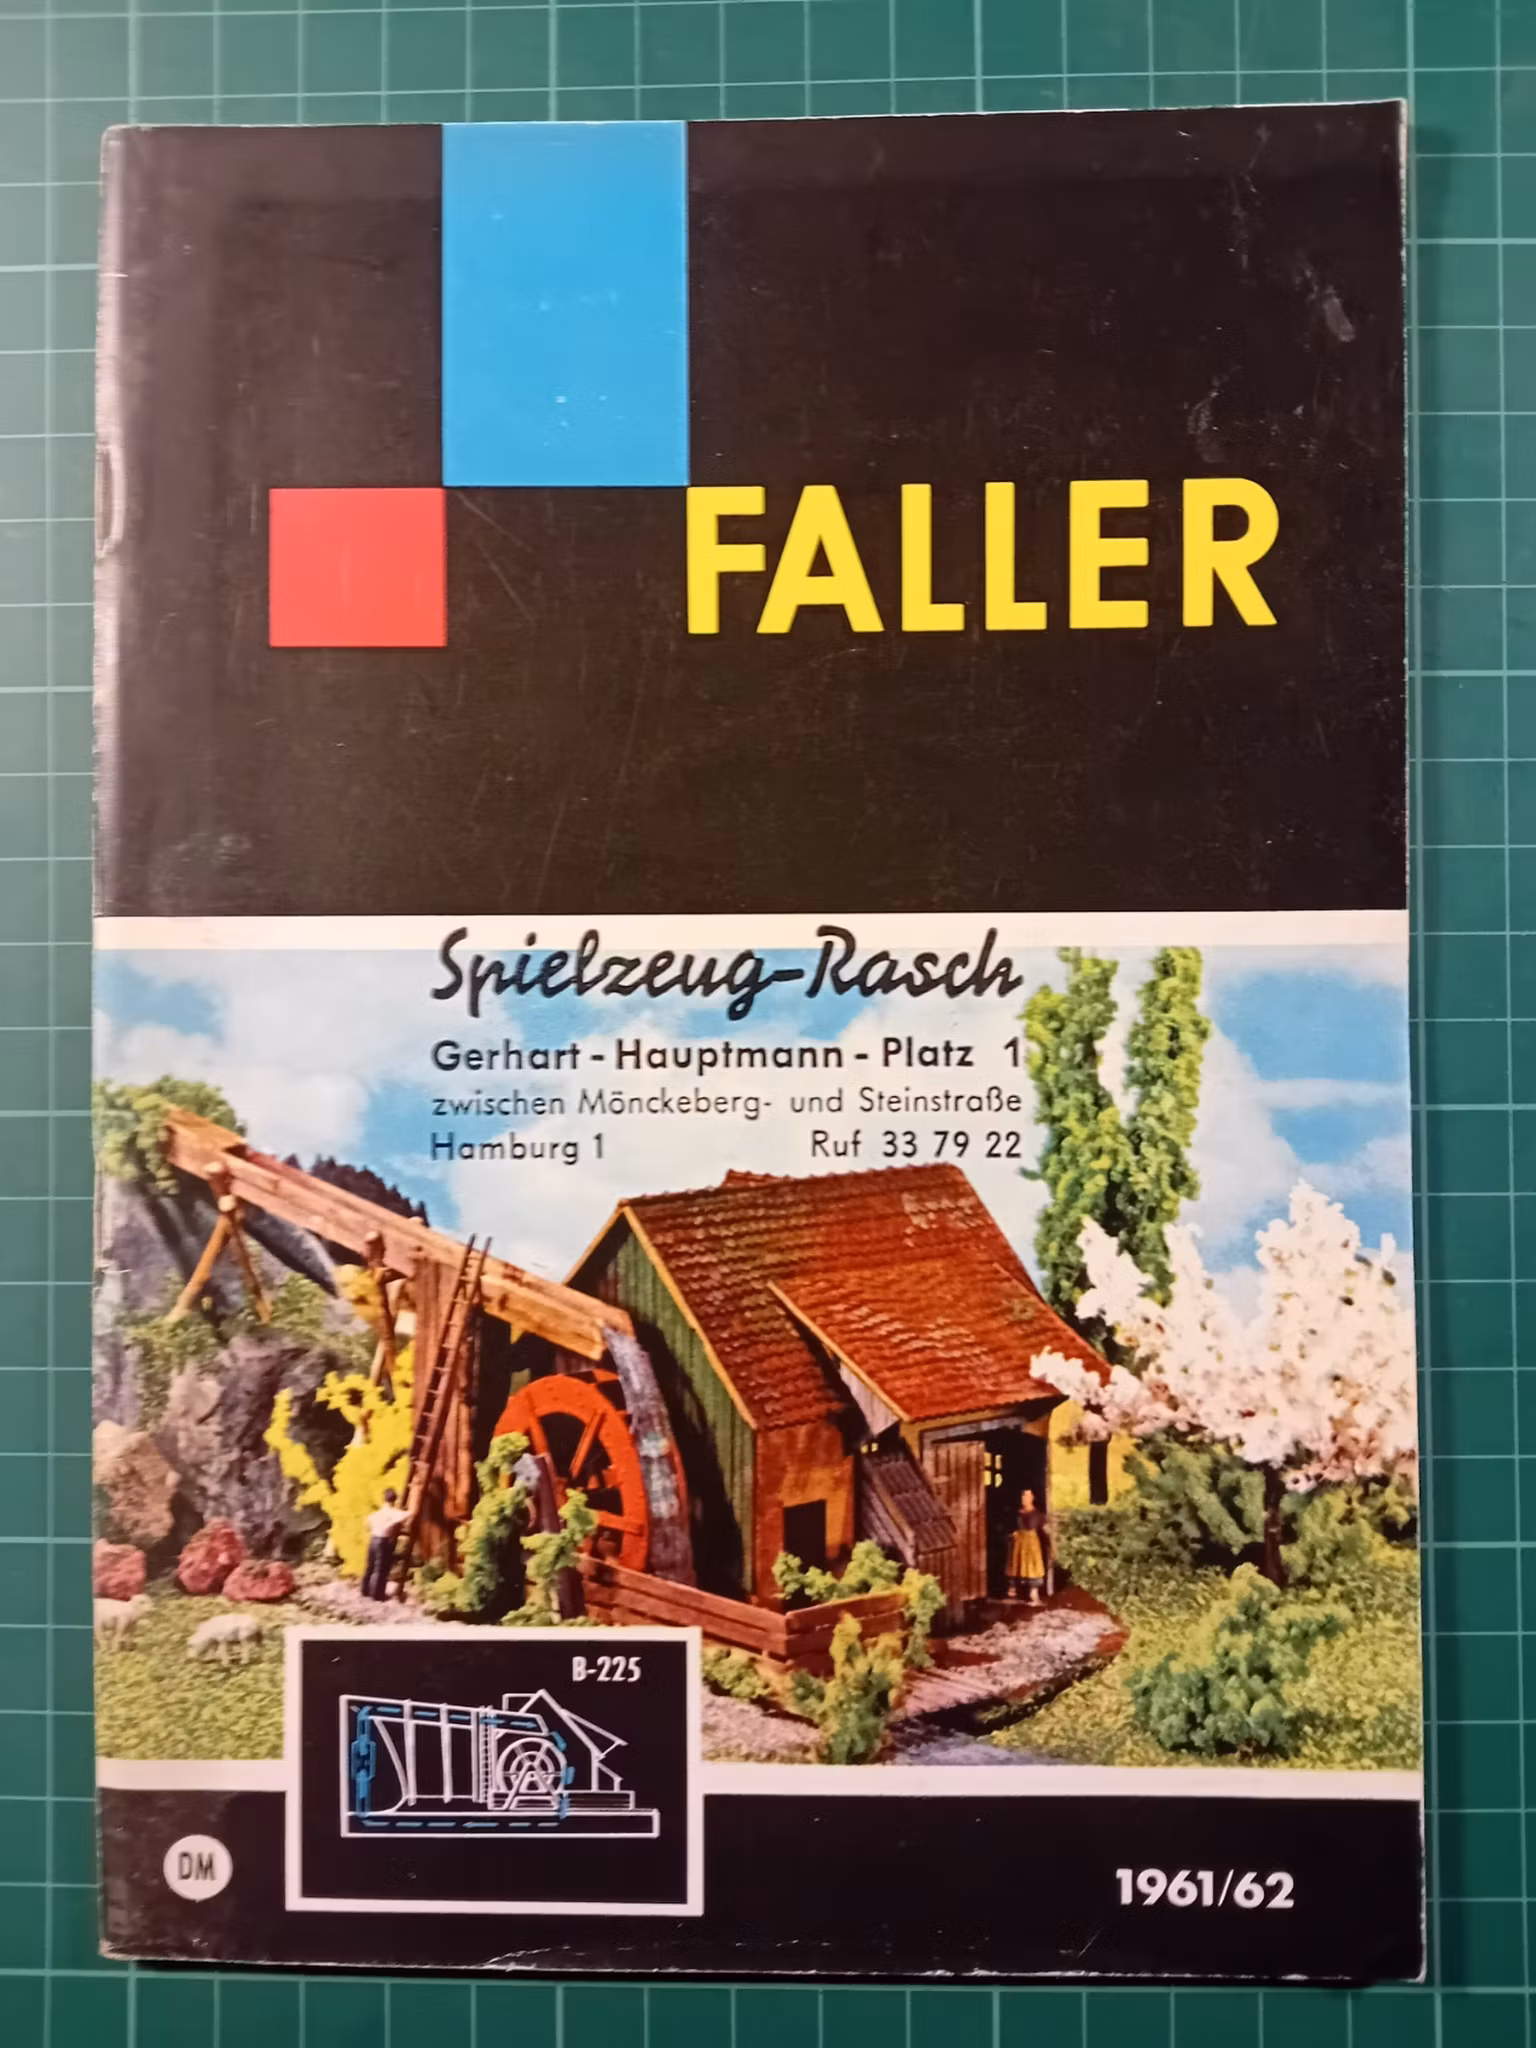 FALLER
Spielzeug-Rasch
Gerhart - Hauptmann - Platz 1
zwischen Mönckeberg- und Steinstraße
Hamburg 1 Ruf 33 79 22
B-225
DM
1961/62